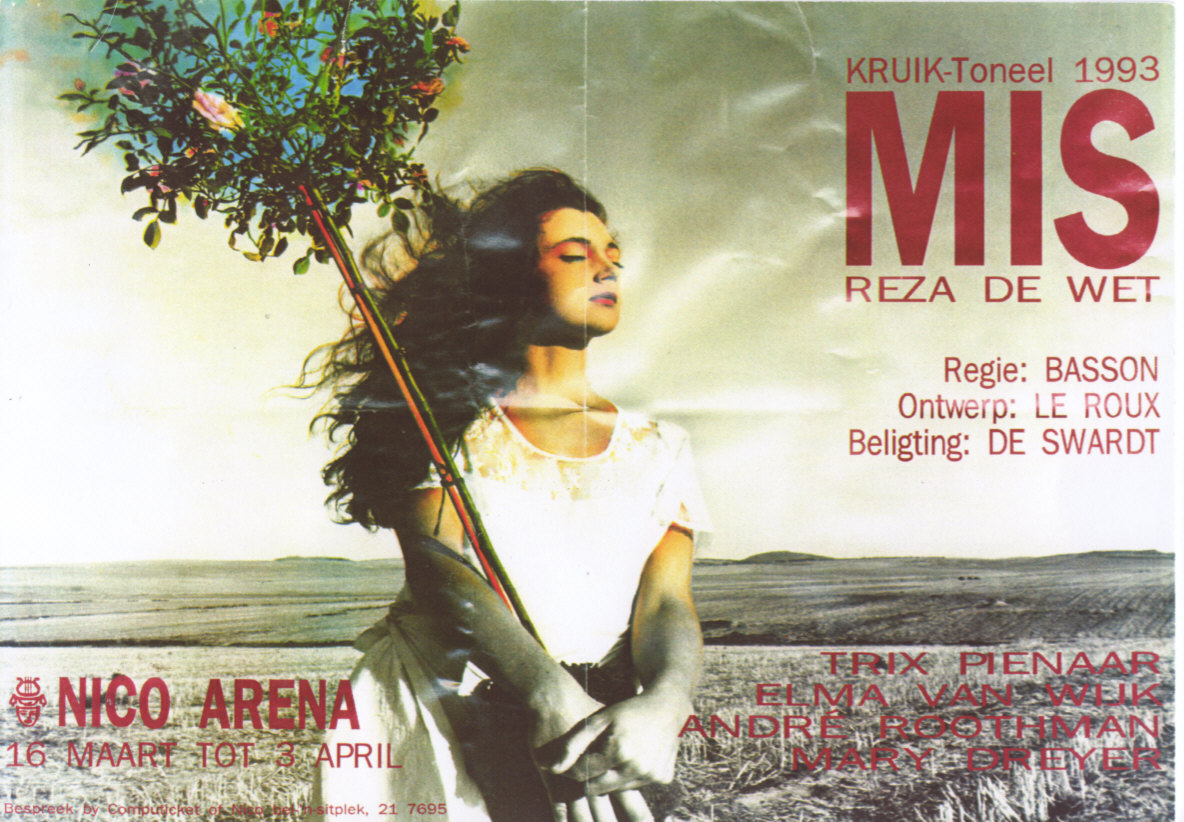 KRUIK-Toneel 1993
MIS
REZA DE WET
Regie: BASSON
Ontwerp: LE ROUX
Beligting: DE SWARDT
TRIX PIENAAR
ELMA VAN WIJK
ANDRÉ ROOTHMAN
MARY DREYER
NICO ARENA
16 MAART TOT 3 APRIL
Bespreek by Computicket of Nico bel-'n-sitplek, 21 7695